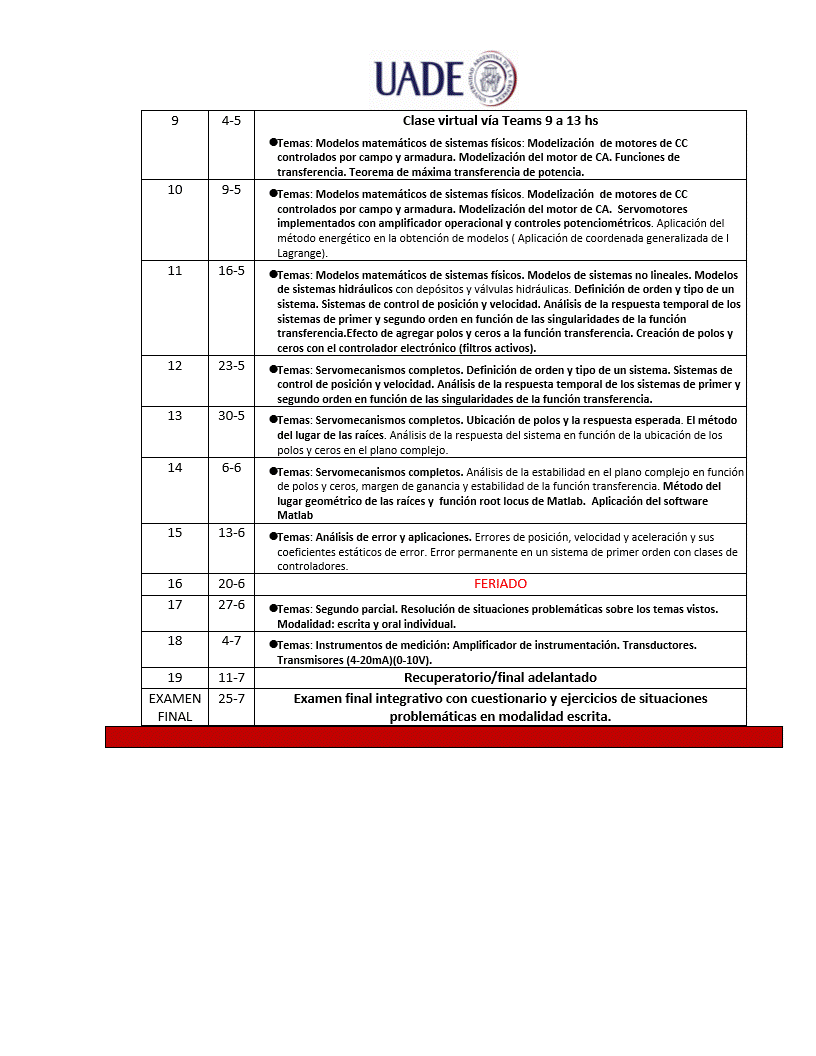 UADE
UNIVERSIDAD ARGENTINA DE LA EMPRESA
9 4-5 Clase virtual vía Teams 9 a 13 hs
●Temas: Modelos matemáticos de sistemas físicos: Modelización de motores de CC
controlados por campo y armadura. Modelización del motor de CA. Funciones de
transferencia. Teorema de máxima transferencia de potencia.
10 9-5
●Temas: Modelos matemáticos de sistemas físicos. Modelización de motores de CC
controlados por campo y armadura. Modelización del motor de CA. Servomotores
implementados con amplificador operacional y controles potenciométricos. Aplicación del
método energético en la obtención de modelos ( Aplicación de coordenada generalizada de l
Lagrange).
11 16-5
●Temas: Modelos matemáticos de sistemas físicos. Modelos de sistemas no lineales. Modelos
de sistemas hidráulicos con depósitos y válvulas hidráulicas. Definición de orden y tipo de un
sistema. Sistemas de control de posición y velocidad. Análisis de la respuesta temporal de los
sistemas de primer y segundo orden en función de las singularidades de la función
transferencia.Efecto de agregar polos y ceros a la función transferencia. Creación de polos y
ceros con el controlador electrónico (filtros activos).
12 23-5
●Temas: Servomecanismos completos. Definición de orden y tipo de un sistema. Sistemas de
control de posición y velocidad. Análisis de la respuesta temporal de los sistemas de primer y
segundo orden en función de las singularidades de la función transferencia.
13 30-5
●Temas: Servomecanismos completos. Ubicación de polos y la respuesta esperada. El método
del lugar de las raíces. Análisis de la respuesta del sistema en función de la ubicación de los
polos y ceros en el plano complejo.
14 6-6
●Temas: Servomecanismos completos. Análisis de la estabilidad en el plano complejo en función
de polos y ceros, margen de ganancia y estabilidad de la función transferencia. Método del
lugar geométrico de las raíces y función root locus de Matlab. Aplicación del software
Matlab
15 13-6
●Temas: Análisis de error y aplicaciones. Errores de posición, velocidad y aceleración y sus
coeficientes estáticos de error. Error permanente en un sistema de primer orden con clases de
controladores.
16 20-6 FERIADO
17 27-6
●Temas: Segundo parcial. Resolución de situaciones problemáticas sobre los temas vistos.
Modalidad: escrita y oral individual.
18 4-7
●Temas: Instrumentos de medición: Amplificador de instrumentación. Transductores.
Transmisores (4-20mA)(0-10V).
19 11-7 Recuperatorio/final adelantado
EXAMEN 25-7 Examen final integrativo con cuestionario y ejercicios de situaciones
FINAL problemáticas en modalidad escrita.